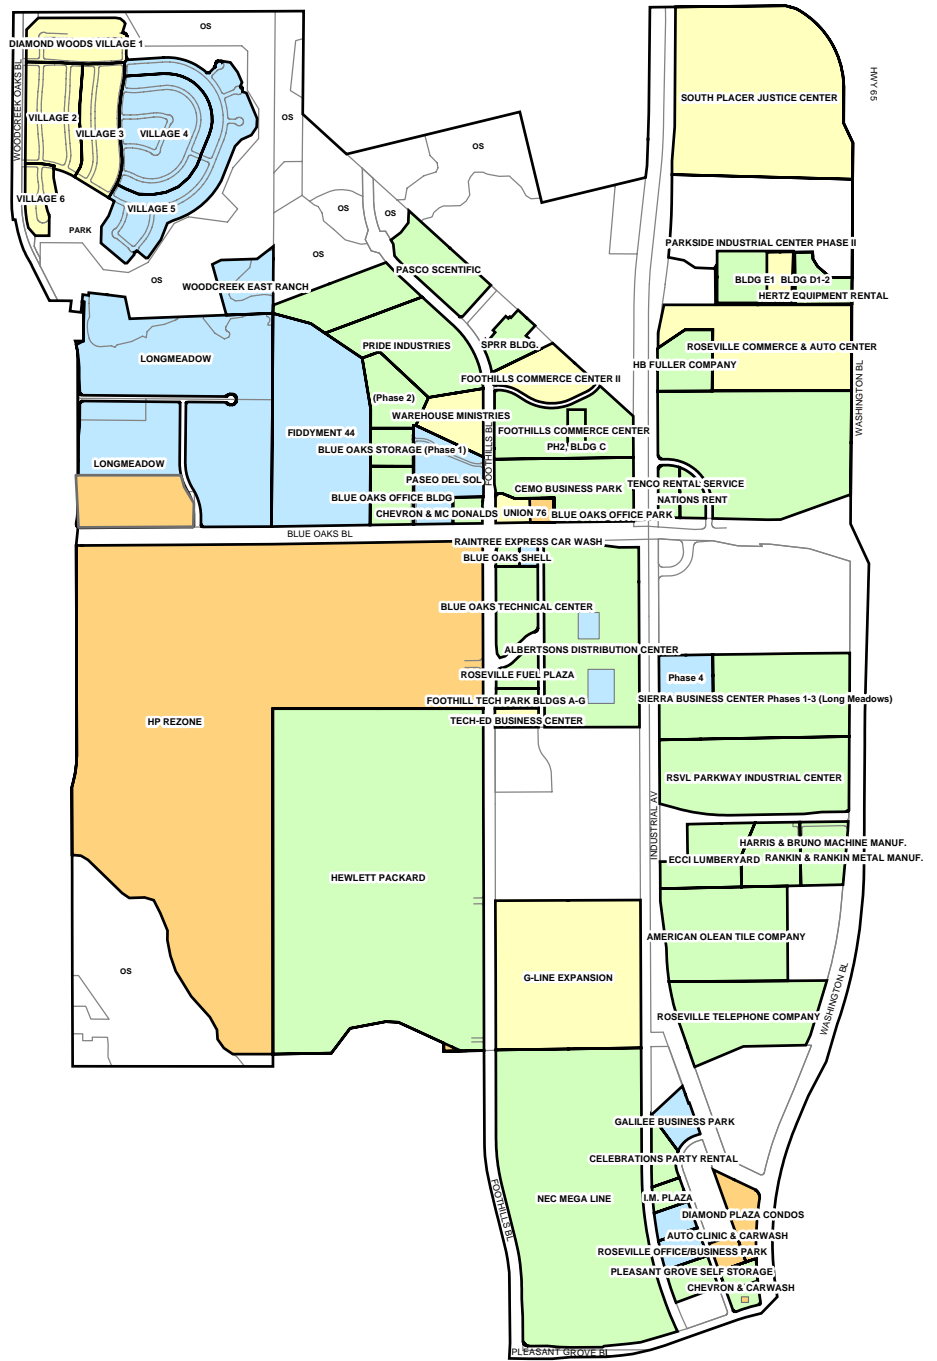 OS
DIAMOND WOODS VILLAGE 1
WOODCREEK OAKS BL
HWY 65
SOUTH PLACER JUSTICE CENTER
VILLAGE 2
OS
VILLAGE 3
VILLAGE 4
OS
VILLAGE 6
VILLAGE 5
OS
OS
PARK
PARKSIDE INDUSTRIAL CENTER PHASE II
OS
PASCO SCENTIFIC
OS
BLDG E1
BLDG D1-2
WOODCREEK EAST RANCH
HERTZ EQUIPMENT RENTAL
PRIDE INDUSTRIES
SPRR BLDG.
ROSEVILLE COMMERCE & AUTO CENTER
LONGMEADOW
HB FULLER COMPANY
FOOTHILLS COMMERCE CENTER II
WASHINGTON BL
(Phase 2)
WAREHOUSE MINISTRIES
FOOTHILLS BL
FOOTHILLS COMMERCE CENTER
FIDDYMENT 44
PH2, BLDG C
BLUE OAKS STORAGE (Phase 1)
LONGMEADOW
PASEO DEL SOL
TENCO RENTAL SERVICE
CEMO BUSINESS PARK
BLUE OAKS OFFICE BLDG
NATIONS RENT
CHEVRON & MC DONALDS
UNION 76
BLUE OAKS OFFICE PARK
BLUE OAKS BL
RAINTREE EXPRESS CAR WASH
BLUE OAKS SHELL
BLUE OAKS TECHNICAL CENTER
ALBERTSONS DISTRIBUTION CENTER
ROSEVILLE FUEL PLAZA
Phase 4
FOOTHILL TECH PARK BLDGS A-G
SIERRA BUSINESS CENTER Phases 1-3 (Long Meadows)
HP REZONE
TECH-ED BUSINESS CENTER
RSVL PARKWAY INDUSTRIAL CENTER
INDUSTRIAL AV
HARRIS & BRUNO MACHINE MANUF.
ECCI LUMBERYARD
RANKIN & RANKIN METAL MANUF.
HEWLETT PACKARD
AMERICAN OLEAN TILE COMPANY
OS
G-LINE EXPANSION
WASHINGTON BL
ROSEVILLE TELEPHONE COMPANY
GALILEE BUSINESS PARK
CELEBRATIONS PARTY RENTAL
FOOTHILLS BL
NEC MEGA LINE
I.M. PLAZA
DIAMOND PLAZA CONDOS
AUTO CLINIC & CARWASH
ROSEVILLE OFFICE/BUSINESS PARK
PLEASANT GROVE SELF STORAGE
CHEVRON & CARWASH
PLEASANT GROVE BL